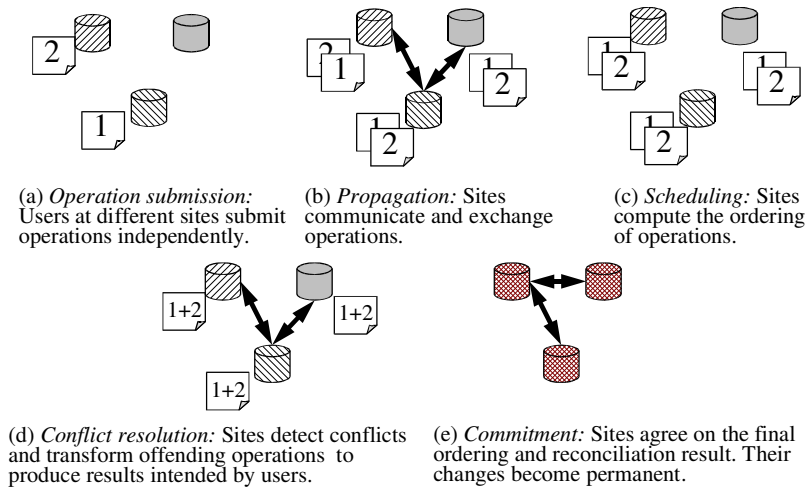 2
1
(a) Operation submission:
Users at different sites submit
operations independently.
2
1
1
2
1
2
(b) Propagation: Sites
communicate and exchange
operations.
1
2
1
2
1
2
(c) Scheduling: Sites
compute the ordering
of operations.
1+2
1+2
1+2
(d) Conflict resolution: Sites detect conflicts
and transform offending operations to
produce results intended by users.
(e) Commitment: Sites agree on the final
ordering and reconciliation result. Their
changes become permanent.